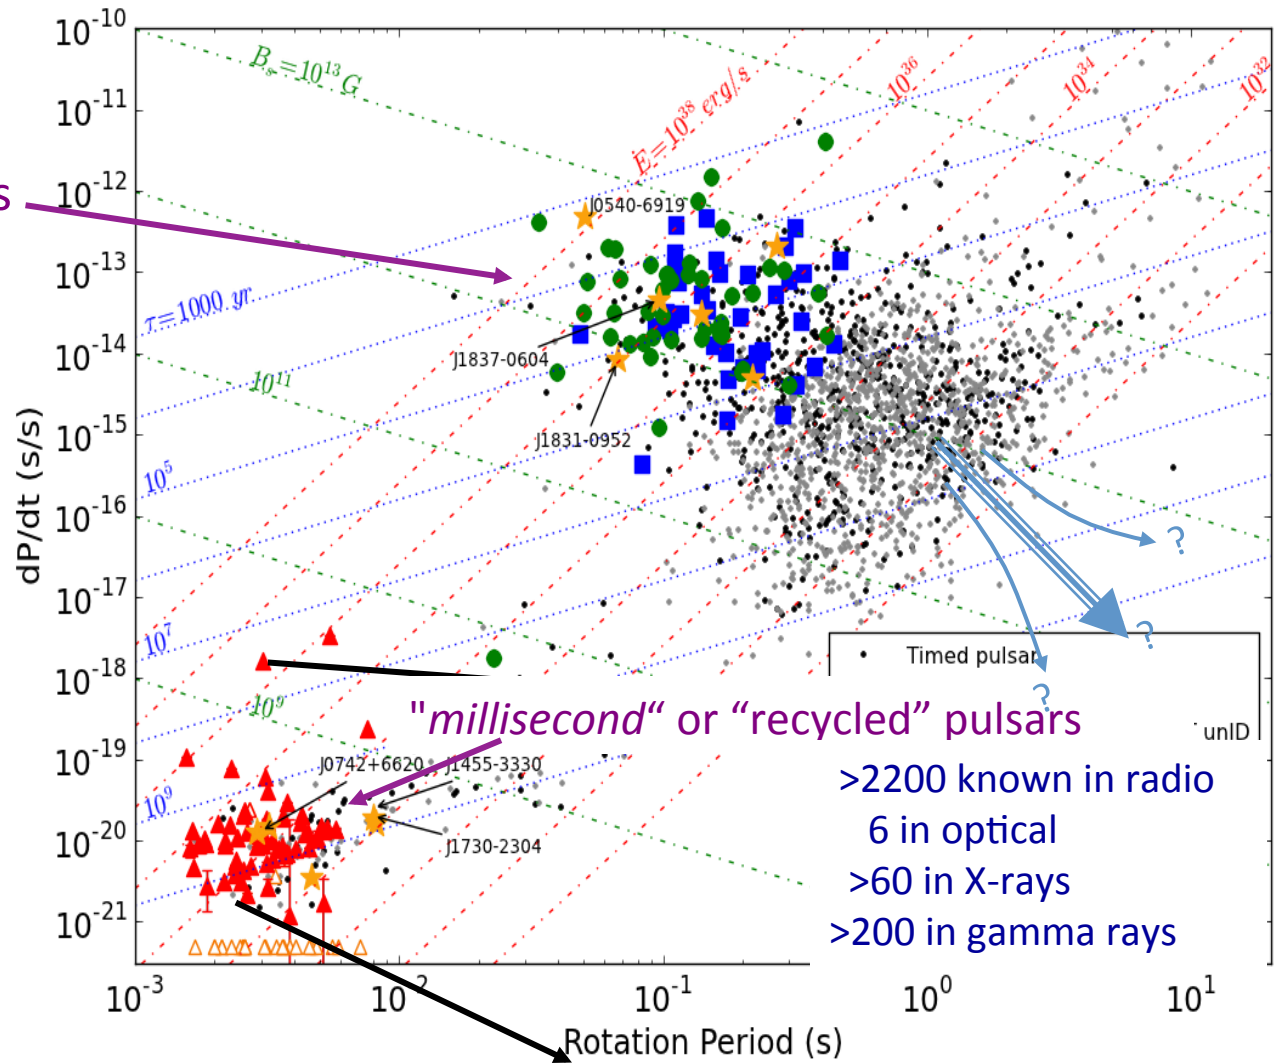 10^-10
10^-11
10^-12
10^-13
10^-14
10^-15
10^-16
10^-17
10^-18
10^-19
10^-20
10^-21
dP/dt (s/s)
s
B_s=10^13 G
Ė=10^38 erg/s
10^36
10^34
10^32
J0540-6919
τ=1000 yr
J1837-0604
10^11
J1831-0952
10^5
?
?
?
10^7
Timed pulsar
10^9
"millisecond“ or “recycled” pulsars
unID
J0742+6620
J1455-3330
>2200 known in radio
10^9
6 in optical
J1730-2304
>60 in X-rays
>200 in gamma rays
10^-3
10^-2
10^-1
10^0
10^1
Rotation Period (s)